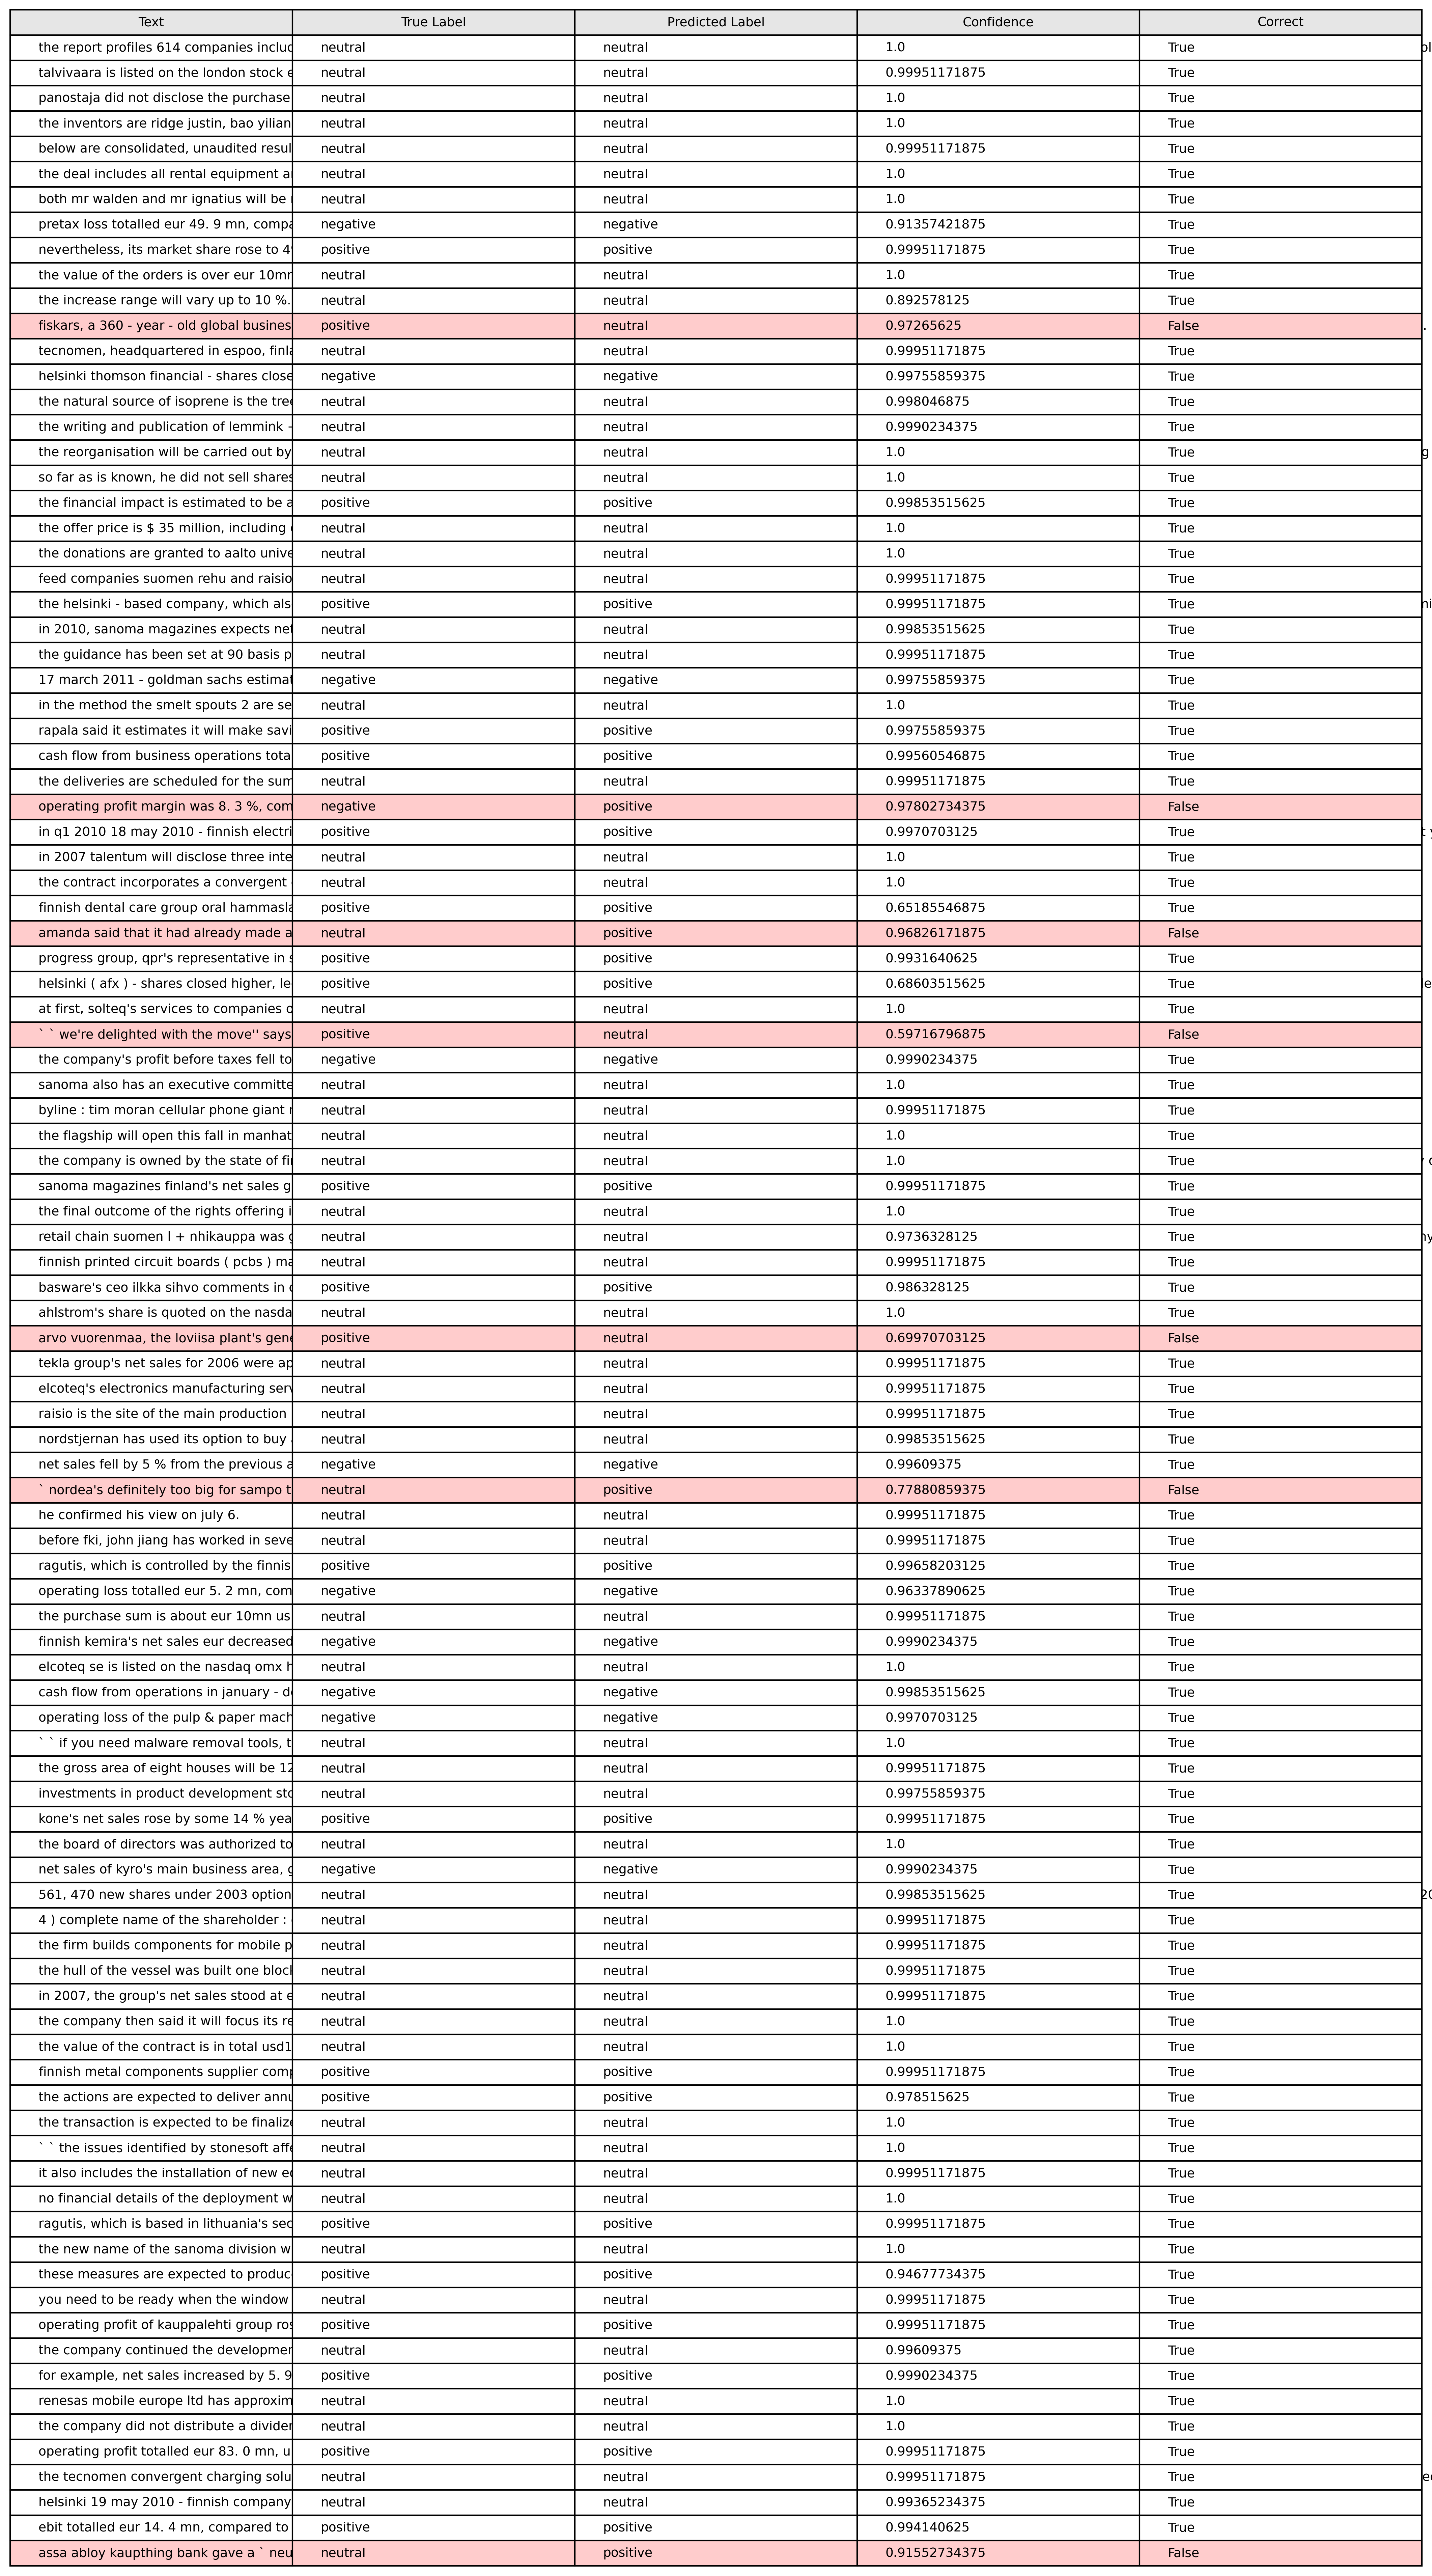 Text True Label Predicted Label Confidence Correct
the report profiles 614 companies includ neutral neutral 1.0 True ol
talvivaara is listed on the london stock e neutral neutral 0.99951171875 True
panostaja did not disclose the purchase neutral neutral 1.0 True
the inventors are ridge justin, bao yilian neutral neutral 1.0 True
below are consolidated, unaudited resul neutral neutral 0.99951171875 True
the deal includes all rental equipment a neutral neutral 1.0 True
both mr walden and mr ignatius will be neutral neutral 1.0 True
pretax loss totalled eur 49. 9 mn, compa negative negative 0.91357421875 True
nevertheless, its market share rose to 4 positive positive 0.99951171875 True
the value of the orders is over eur 10mn neutral neutral 1.0 True
the increase range will vary up to 10 %. neutral neutral 0.892578125 True
fiskars, a 360 - year - old global busines positive neutral 0.97265625 False .
tecnomen, headquartered in espoo, finla neutral neutral 0.99951171875 True
helsinki thomson financial - shares close negative negative 0.99755859375 True
the natural source of isoprene is the tree neutral neutral 0.998046875 True
the writing and publication of lemmink - neutral neutral 0.9990234375 True
the reorganisation will be carried out by neutral neutral 1.0 True g
so far as is known, he did not sell shares neutral neutral 1.0 True
the financial impact is estimated to be a positive positive 0.99853515625 True
the offer price is $ 35 million, including neutral neutral 1.0 True
the donations are granted to aalto unive neutral neutral 1.0 True
feed companies suomen rehu and raisio neutral neutral 0.99951171875 True
the helsinki - based company, which als positive positive 0.99951171875 True mi
in 2010, sanoma magazines expects net neutral neutral 0.99853515625 True
the guidance has been set at 90 basis p neutral neutral 0.99951171875 True
17 march 2011 - goldman sachs estimat negative negative 0.99755859375 True
in the method the smelt spouts 2 are se neutral neutral 1.0 True
rapala said it estimates it will make savi positive positive 0.99755859375 True
cash flow from business operations tota positive positive 0.99560546875 True
the deliveries are scheduled for the sum neutral neutral 0.99951171875 True
operating profit margin was 8. 3 %, com negative positive 0.97802734375 False
in q1 2010 18 may 2010 - finnish electri positive positive 0.9970703125 True t y
in 2007 talentum will disclose three inte neutral neutral 1.0 True
the contract incorporates a convergent neutral neutral 1.0 True
finnish dental care group oral hammasla positive positive 0.65185546875 True
amanda said that it had already made a neutral positive 0.96826171875 False
progress group, qpr's representative in s positive positive 0.9931640625 True
helsinki ( afx ) - shares closed higher, le positive positive 0.68603515625 True e
at first, solteq's services to companies o neutral neutral 1.0 True
` ` we're delighted with the move'' says positive neutral 0.59716796875 False
the company's profit before taxes fell to negative negative 0.9990234375 True
sanoma also has an executive committe neutral neutral 1.0 True
byline : tim moran cellular phone giant n neutral neutral 0.99951171875 True
the flagship will open this fall in manhat neutral neutral 1.0 True
the company is owned by the state of fin neutral neutral 1.0 True y c
sanoma magazines finland's net sales g positive positive 0.99951171875 True
the final outcome of the rights offering i neutral neutral 1.0 True
retail chain suomen l + nhikauppa was g neutral neutral 0.9736328125 True ny
finnish printed circuit boards ( pcbs ) ma neutral neutral 0.99951171875 True
basware's ceo ilkka sihvo comments in c positive positive 0.986328125 True
ahlstrom's share is quoted on the nasda neutral neutral 1.0 True
arvo vuorenmaa, the loviisa plant's gene positive neutral 0.69970703125 False
tekla group's net sales for 2006 were ap neutral neutral 0.99951171875 True
elcoteq's electronics manufacturing serv neutral neutral 0.99951171875 True
raisio is the site of the main production neutral neutral 0.99951171875 True
nordstjernan has used its option to buy neutral neutral 0.99853515625 True
net sales fell by 5 % from the previous a negative negative 0.99609375 True
` nordea's definitely too big for sampo t neutral positive 0.77880859375 False
he confirmed his view on july 6. neutral neutral 0.99951171875 True
before fki, john jiang has worked in seve neutral neutral 0.99951171875 True
ragutis, which is controlled by the finnis positive positive 0.99658203125 True
operating loss totalled eur 5. 2 mn, com negative negative 0.96337890625 True
the purchase sum is about eur 10mn us neutral neutral 0.99951171875 True
finnish kemira's net sales eur decreased negative negative 0.9990234375 True
elcoteq se is listed on the nasdaq omx h neutral neutral 1.0 True
cash flow from operations in january - de negative negative 0.99853515625 True
operating loss of the pulp & paper mach negative negative 0.9970703125 True
` ` if you need malware removal tools, t neutral neutral 1.0 True
the gross area of eight houses will be 12 neutral neutral 0.99951171875 True
investments in product development sto neutral neutral 0.99755859375 True
kone's net sales rose by some 14 % yea positive positive 0.99951171875 True
the board of directors was authorized to neutral neutral 1.0 True
net sales of kyro's main business area, g negative negative 0.9990234375 True
561, 470 new shares under 2003 option neutral neutral 0.99853515625 True 20
4 ) complete name of the shareholder : neutral neutral 0.99951171875 True
the firm builds components for mobile p neutral neutral 0.99951171875 True
the hull of the vessel was built one block neutral neutral 0.99951171875 True
in 2007, the group's net sales stood at e neutral neutral 0.99951171875 True
the company then said it will focus its re neutral neutral 1.0 True
the value of the contract is in total usd1 neutral neutral 1.0 True
finnish metal components supplier comp positive positive 0.99951171875 True
the actions are expected to deliver annu positive positive 0.978515625 True
the transaction is expected to be finalize neutral neutral 1.0 True
` ` the issues identified by stonesoft affe neutral neutral 1.0 True
it also includes the installation of new ec neutral neutral 0.99951171875 True
no financial details of the deployment w neutral neutral 1.0 True
ragutis, which is based in lithuania's sec positive positive 0.99951171875 True
the new name of the sanoma division w neutral neutral 1.0 True
these measures are expected to produc positive positive 0.94677734375 True
you need to be ready when the window neutral neutral 0.99951171875 True
operating profit of kauppalehti group ros positive positive 0.99951171875 True
the company continued the developmen neutral neutral 0.99609375 True
for example, net sales increased by 5. 9 positive positive 0.9990234375 True
renesas mobile europe ltd has approxim neutral neutral 1.0 True
the company did not distribute a dividen neutral neutral 1.0 True
operating profit totalled eur 83. 0 mn, u positive positive 0.99951171875 True
the tecnomen convergent charging solu neutral neutral 0.99951171875 True ec
helsinki 19 may 2010 - finnish company neutral neutral 0.99365234375 True
ebit totalled eur 14. 4 mn, compared to positive positive 0.994140625 True
assa abloy kaupthing bank gave a ` neu neutral positive 0.91552734375 False